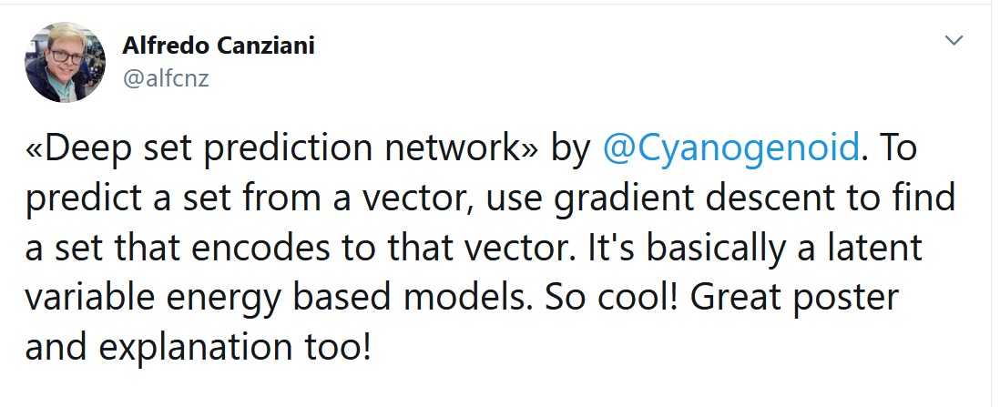 Alfredo Canziani
@alfcnz
«Deep set prediction network» by @Cyanogenoid. To
predict a set from a vector, use gradient descent to find
a set that encodes to that vector. It's basically a latent
variable energy based models. So cool! Great poster
and explanation too!